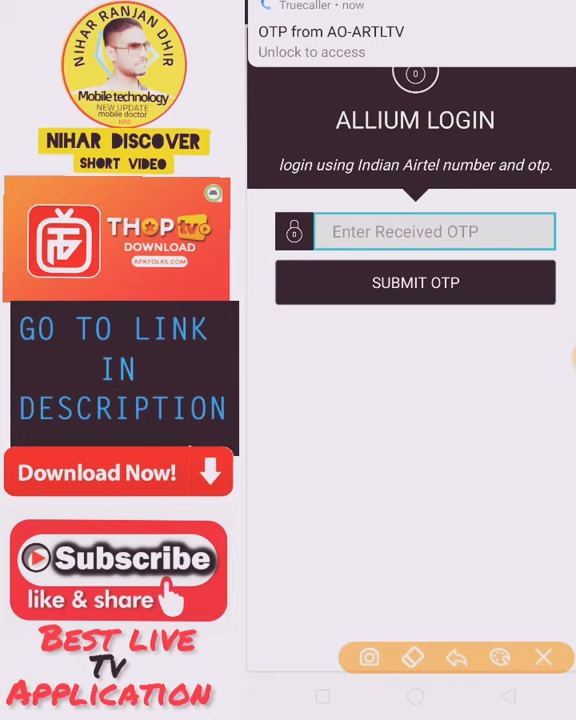 NIHAR RANJAN DHIR
Mobile technology
NEW UPDATE
mobile doctor
NRD
NIHAR DISCOVER
SHORT VIDEO
THOP tv
DOWNLOAD
APKFOLKS.COM
GO TO LINK
IN
DESCRIPTION
Download Now!
Subscribe
like & share
BEST LIVE
TV
APPLICATION
Truecaller • now
OTP from AO-ARTLTV
Unlock to access
ALLIUM LOGIN
login using Indian Airtel number and otp.
Enter Received OTP
SUBMIT OTP